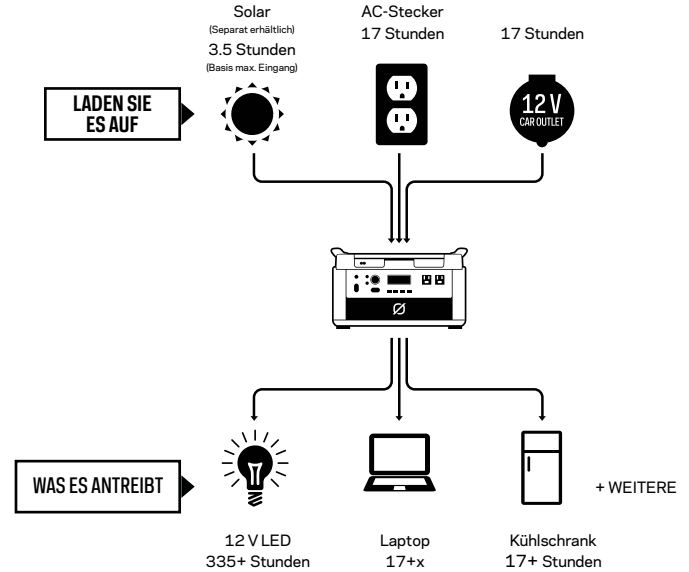 Solar
(Separat erhältlich)
3.5 Stunden
(Basis max. Eingang)
AC-Stecker
17 Stunden
17 Stunden
LADEN SIE
ES AUF
12 V
CAR OUTLET
WAS ES ANTREIBT
+ WEITERE
12 V LED
335+ Stunden
Laptop
17+x
Kühlschrank
17+ Stunden